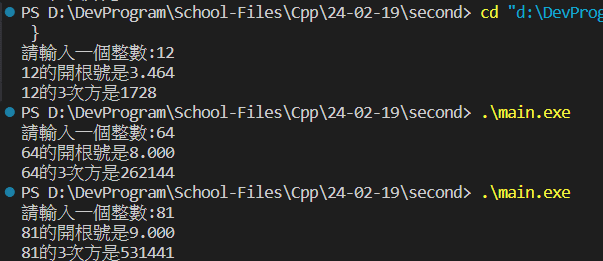 PS D:\DevProgram\School-Files\Cpp\24-02-19\second> cd "d:\DevProg
}
請輸入一個整數:12
12的開根號是3.464
12的3次方是1728
PS D:\DevProgram\School-Files\Cpp\24-02-19\second> .\main.exe
請輸入一個整數:64
64的開根號是8.000
64的3次方是262144
PS D:\DevProgram\School-Files\Cpp\24-02-19\second> .\main.exe
請輸入一個整數:81
81的開根號是9.000
81的3次方是531441